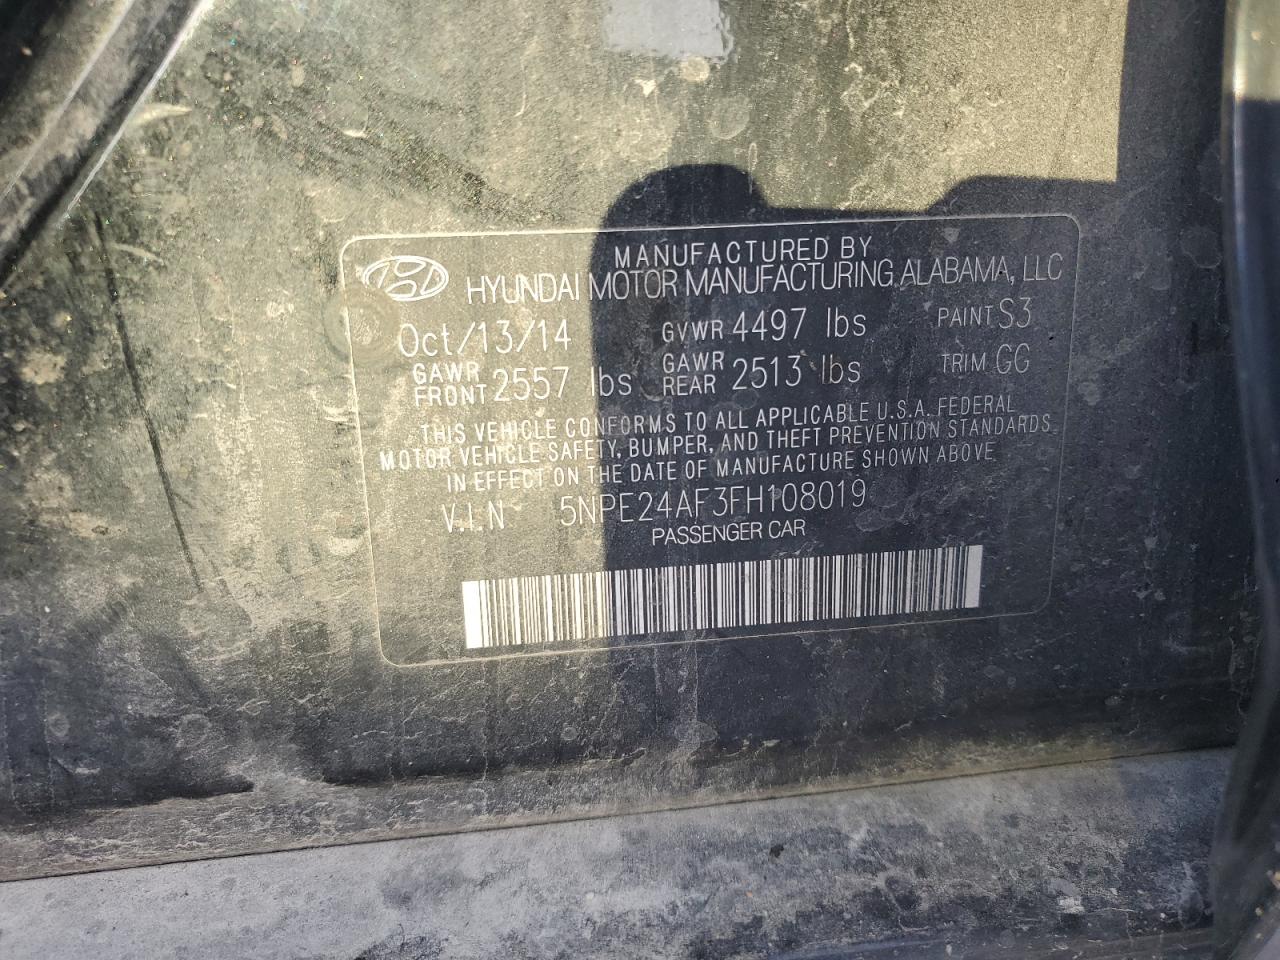 MANUFACTURED BY
HYUNDAI MOTOR MANUFACTURING ALABAMA, LLC
Oct/13/14 GVWR 4497 lbs PAINT S3
GAWR FRONT 2557 lbs GAWR REAR 2513 lbs TRIM GG
THIS VEHICLE CONFORMS TO ALL APPLICABLE U.S.A. FEDERAL
MOTOR VEHICLE SAFETY, BUMPER, AND THEFT PREVENTION STANDARDS
IN EFFECT ON THE DATE OF MANUFACTURE SHOWN ABOVE
V.I.N 5NPE24AF3FH108019
PASSENGER CAR